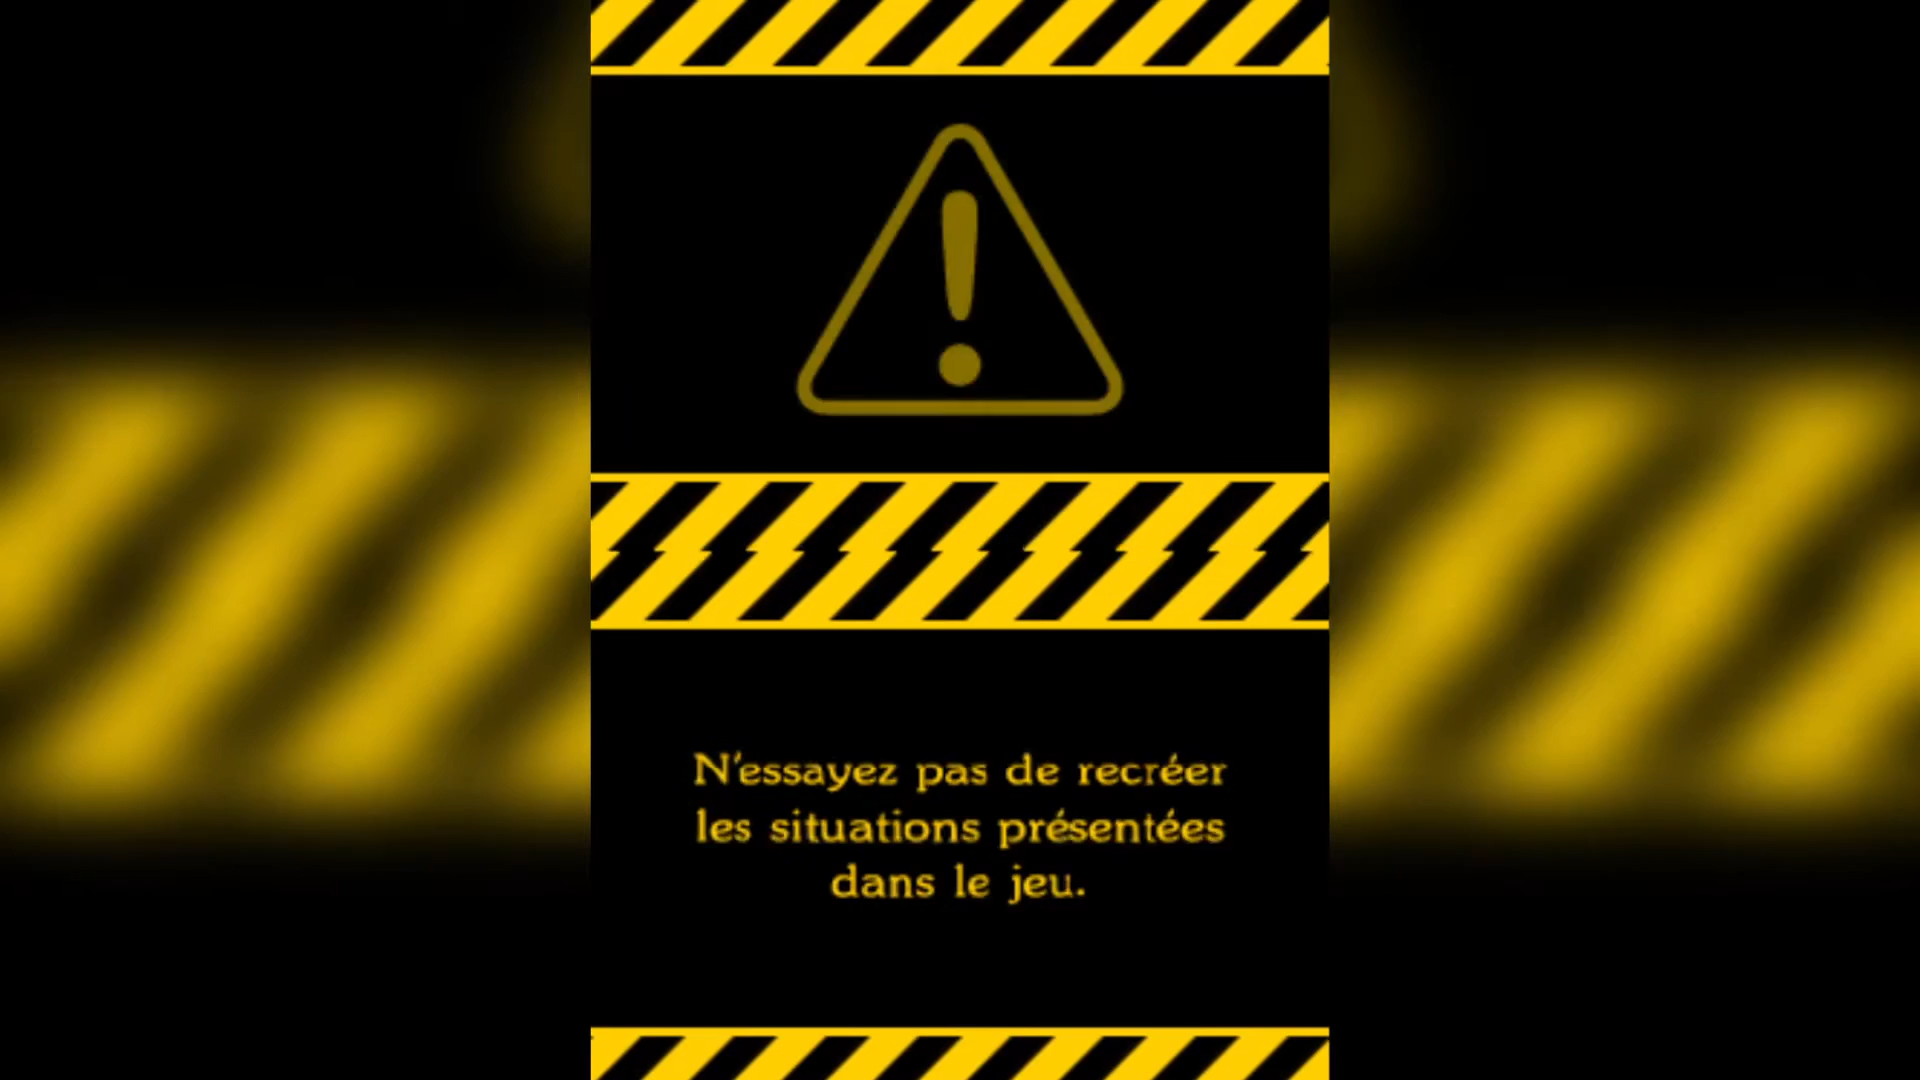 N'essayez pas de recréer
les situations présentées
dans le jeu.